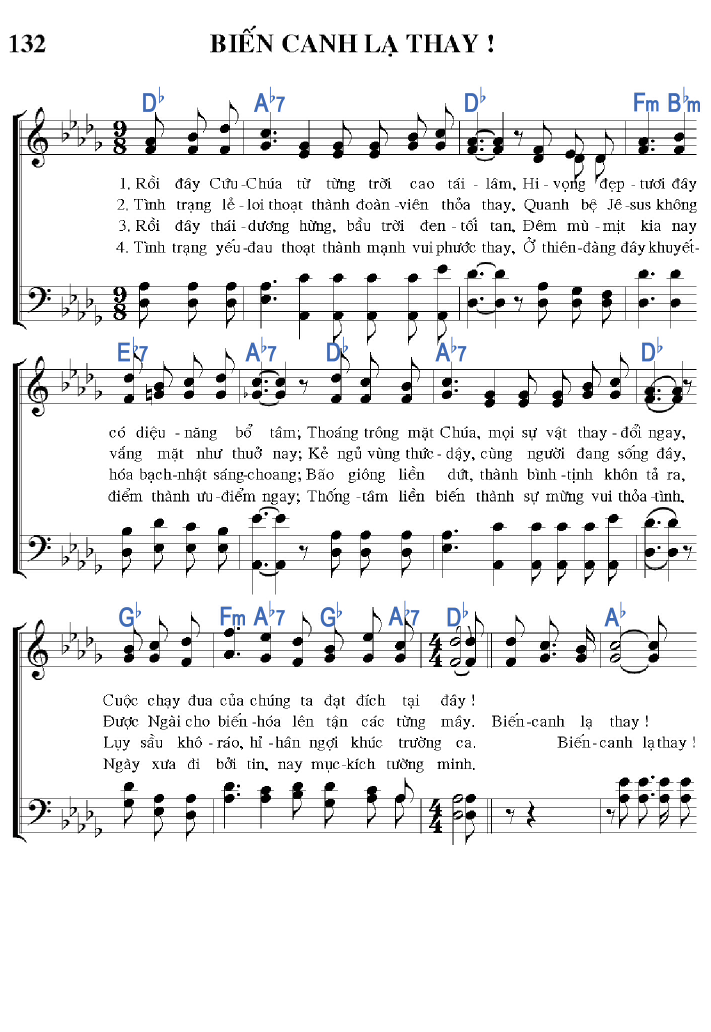 132 BIẾN CANH LẠ THAY !
D♭ A♭7 D♭ Fm B♭m
1. Rồi đây Cứu-Chúa từ từng trời cao tái-lâm, Hi-vọng đẹp-tươi đây
2. Tình trạng lẻ-loi thoạt thành đoàn-viên thỏa thay, Quanh bệ Jê-sus không
3. Rồi đây thái-dương hừng, bầu trời đen-tối tan, Đêm mù-mịt kia nay
4. Tình trạng yếu-đau thoạt thành mạnh vui phước thay, Ở thiên-đàng đây khuyết-
E♭7 A♭7 D♭ A♭7 D♭
có diệu-năng bổ tâm; Thoáng trông mặt Chúa, mọi sự vật thay-đổi ngay,
vắng mặt như thuở nay; Kẻ ngủ vùng thức-dậy, cùng người đang sống đây,
hóa bạch-nhật sáng-choang; Bão giông liền dứt, thành bình-tịnh khôn tả ra,
điểm thành ưu-điểm ngay; Thống-tâm liền biến thành sự mừng vui thỏa-tình,
G♭ Fm A♭7 G♭ A♭7 D♭ A♭
Cuộc chạy đua của chúng ta đạt đích tại đây !
Được Ngài cho biến-hóa lên tận các từng mây. Biến-canh lạ thay !
Lụy sầu khô-ráo, hỉ-hân ngợi khúc trường ca. Biến-canh lạ thay !
Ngày xưa đi bởi tin, nay mục-kích tường minh.